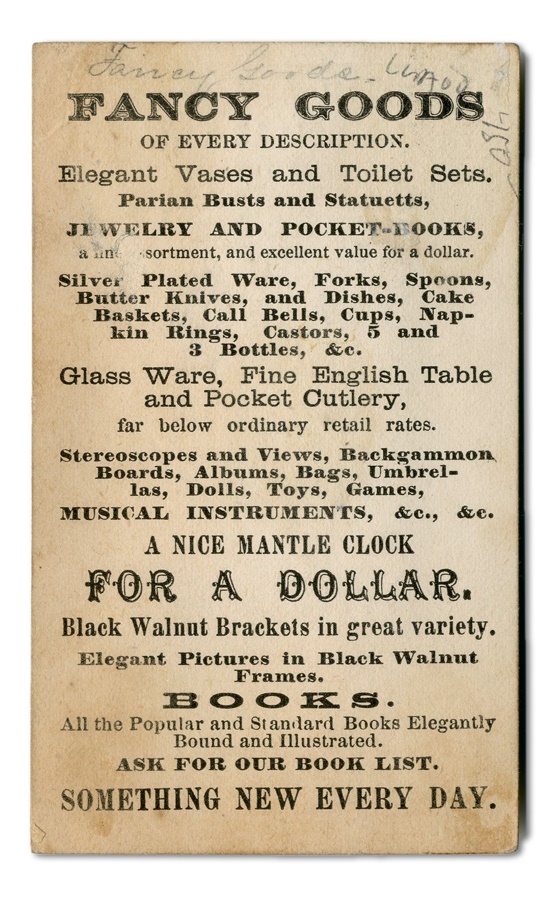 Fancy Goods
FANCY GOODS
OF EVERY DESCRIPTION.
Elegant Vases and Toilet Sets.
Parian Busts and Statuetts,
JEWELRY AND POCKET-BOOKS,
a fine sortment, and excellent value for a dollar.
Silver Plated Ware, Forks, Spoons,
Butter Knives, and Dishes, Cake
Baskets, Call Bells, Cups, Nap-
kin Rings, Castors, 5 and
3 Bottles, &c.
Glass Ware, Fine English Table
and Pocket Cutlery,
far below ordinary retail rates.
Stereoscopes and Views, Backgammon
Boards, Albums, Bags, Umbrel-
las, Dolls, Toys, Games,
MUSICAL INSTRUMENTS, &c., &c.
A NICE MANTLE CLOCK
FOR A DOLLAR.
Black Walnut Brackets in great variety.
Elegant Pictures in Black Walnut
Frames.
BOOKS.
All the Popular and Standard Books Elegantly
Bound and Illustrated.
ASK FOR OUR BOOK LIST.
SOMETHING NEW EVERY DAY.